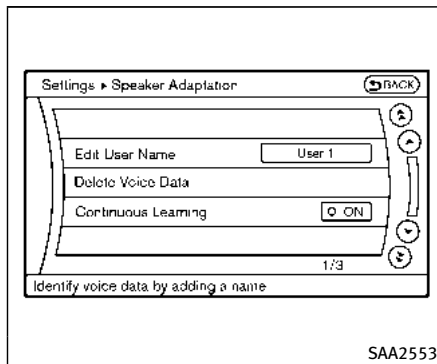 Settings ▸ Speaker Adaptation
BACK
Edit User Name
User 1
Delete Voice Data
Continuous Learning
ON
1/3
Identify voice data by adding a name
SAA2553